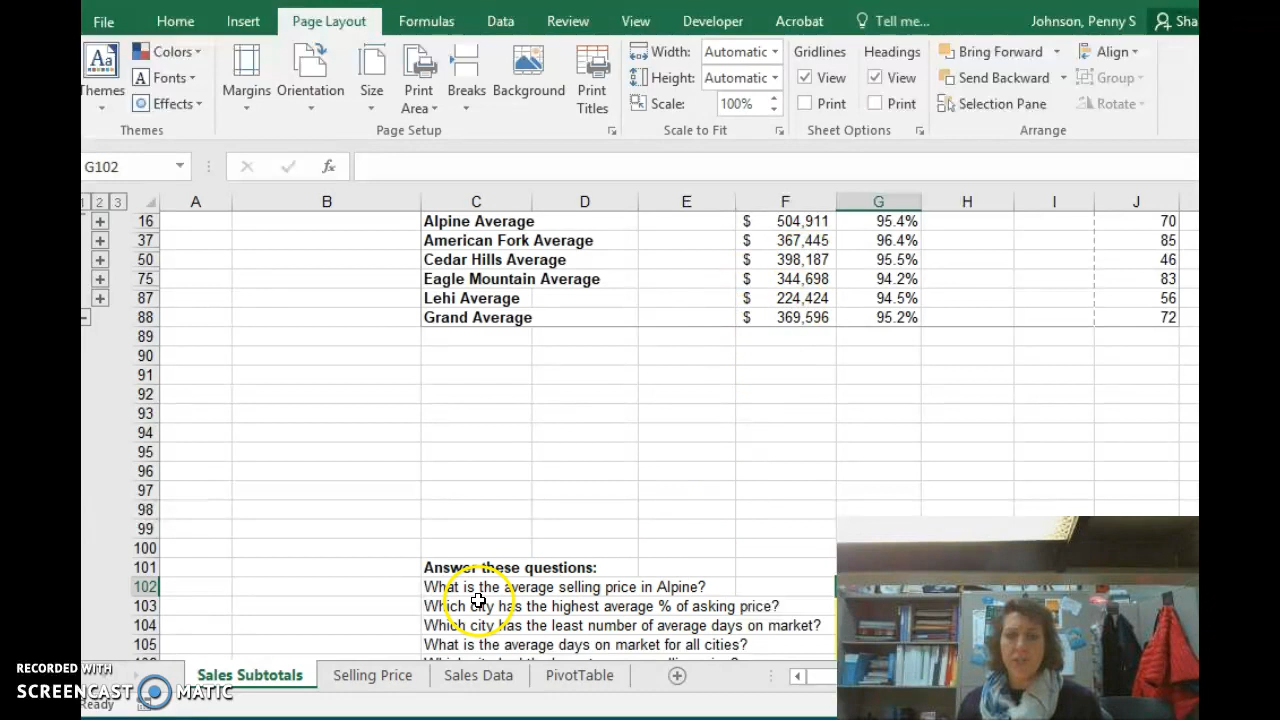 File Home Insert Page Layout Formulas Data Review View Developer Acrobat Tell me... Johnson, Penny S Sha
Aa Colors Width: Automatic Gridlines Headings Bring Forward Align
Fonts Height: Automatic View View Send Backward Group
Themes Effects Margins Orientation Size Print Area Breaks Background Print Titles Scale: 100% Print Print Selection Pane Rotate
Themes Page Setup Scale to Fit Sheet Options Arrange
G102 fx
1 2 3 A B C D E F G H I J
16 Alpine Average $ 504,911 95.4% 70
37 American Fork Average $ 367,445 96.4% 85
50 Cedar Hills Average $ 398,187 95.5% 46
75 Eagle Mountain Average $ 344,698 94.2% 83
87 Lehi Average $ 224,424 94.5% 56
88 Grand Average $ 369,596 95.2% 72
89
90
91
92
93
94
95
96
97
98
99
100
101 Answer these questions:
102 What is the average selling price in Alpine?
103 Which city has the highest average % of asking price?
104 Which city has the least number of average days on market?
105 What is the average days on market for all cities?
RECORDED WITH
SCREENCAST MATIC
Sales Subtotals Selling Price Sales Data PivotTable
eady